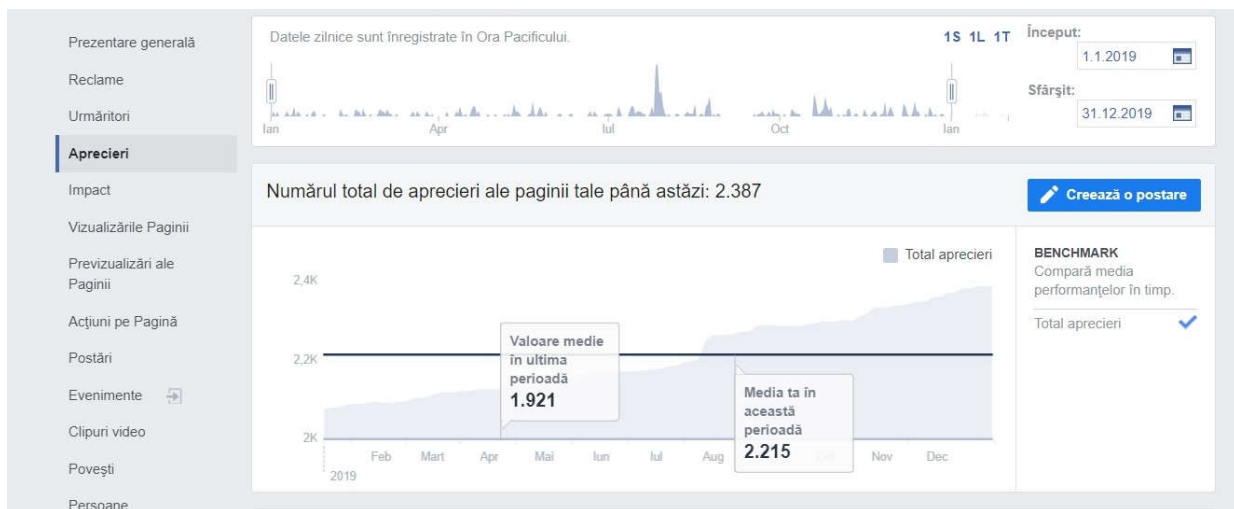 Prezentare generală
Reclame
Urmăritori
Aprecieri
Impact
Vizualizările Paginii
Previzualizări ale
Paginii
Acţiuni pe Pagină
Postări
Evenimente
Clipuri video
Poveşti
Persoane
Datele zilnice sunt înregistrate în Ora Pacificului.
1S 1L 1T
Început:
1.1.2019
Sfârşit:
31.12.2019
Ian Apr Iul Oct Ian
Numărul total de aprecieri ale paginii tale până astăzi: 2.387
Creează o postare
Total aprecieri
BENCHMARK
Compară media
performanţelor în timp.
Total aprecieri
2,4K
2,2K
2K
Valoare medie
în ultima
perioadă
1.921
Media ta în
această
perioadă
2.215
Feb Mart Apr Mai Iun Iul Aug Nov Dec
2019